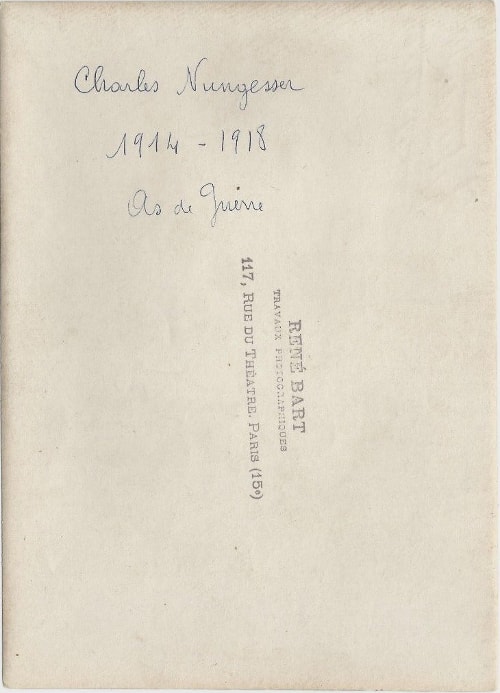 Charles Nungesser
1914 - 1918
As de Guerre
RENÉ BART
TRAVAUX PHOTOGRAPHIQUES
117, RUE DU THÉATRE. PARIS (15e)